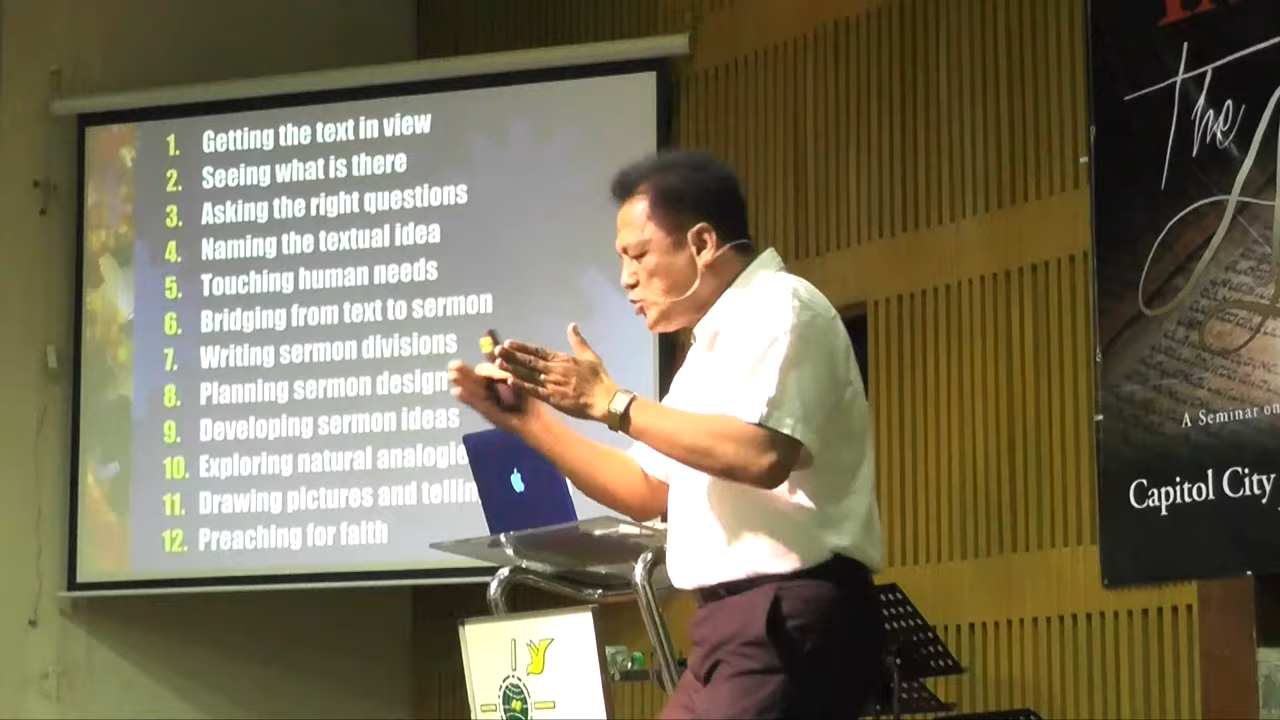 1. Getting the text in view
2. Seeing what is there
3. Asking the right questions
4. Naming the textual idea
5. Touching human needs
6. Bridging from text to sermon
7. Writing sermon divisions
8. Planning sermon design
9. Developing sermon ideas
10. Exploring natural
11. Drawing pictures and
12. Preaching for faith
The
A Seminar on
Capitol City